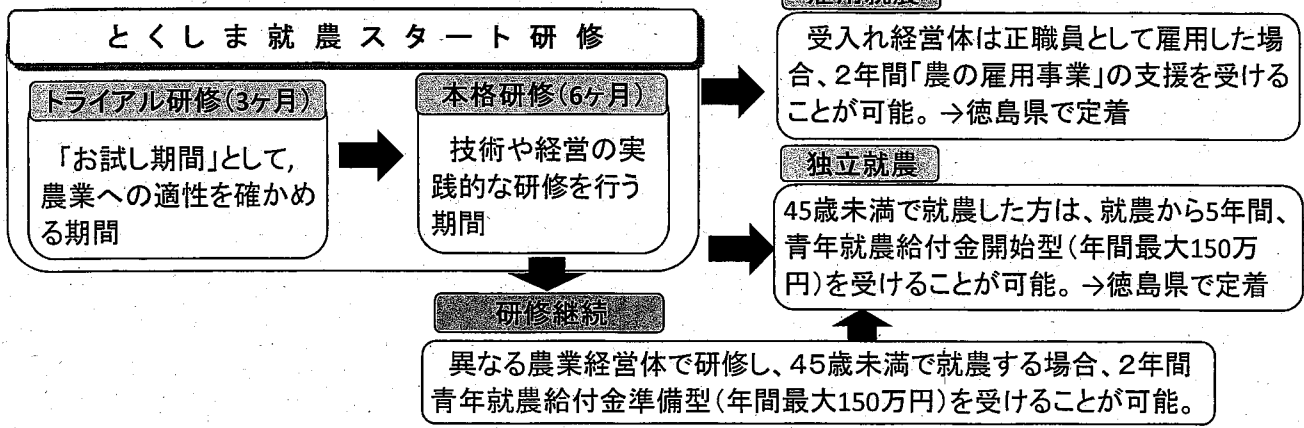 とくしま就農スタート研修
トライアル研修(3ヶ月)
「お試し期間」として,
農業への適性を確かめ
る期間
本格研修(6ヶ月)
技術や経営の実
践的な研修を行う
期間
受入れ経営体は正職員として雇用した場
合、2年間「農の雇用事業」の支援を受ける
ことが可能。→徳島県で定着
独立就農
45歳未満で就農した方は、就農から5年間、
青年就農給付金開始型(年間最大150万
円)を受けることが可能。→徳島県で定着
研修継続
異なる農業経営体で研修し、45歳未満で就農する場合、2年間
青年就農給付金準備型(年間最大150万円)を受けることが可能。